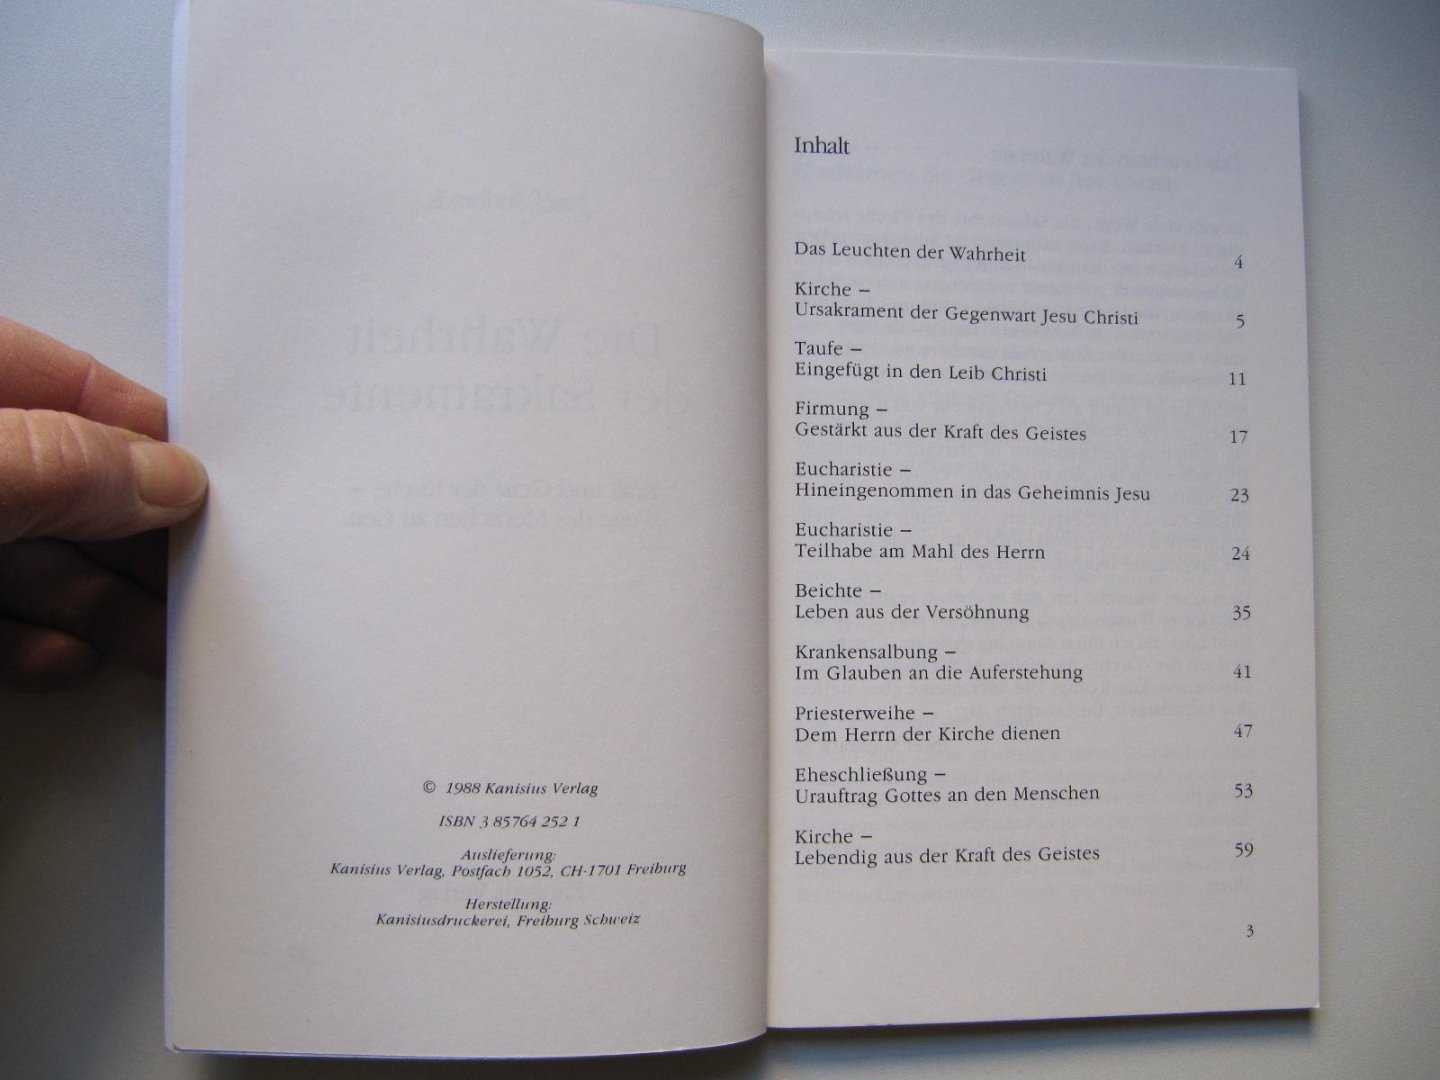 © 1988 Kanisius Verlag
ISBN 3 85764 252 1
Auslieferung:
Kanisius Verlag, Postfach 1052, CH-1701 Freiburg
Herstellung:
Kanisiusdruckerei, Freiburg Schweiz
Inhalt
Das Leuchten der Wahrheit 4
Kirche –
Ursakrament der Gegenwart Jesu Christi 5
Taufe –
Eingefügt in den Leib Christi 11
Firmung –
Gestärkt aus der Kraft des Geistes 17
Eucharistie –
Hineingenommen in das Geheimnis Jesu 23
Eucharistie –
Teilhabe am Mahl des Herrn 24
Beichte –
Leben aus der Versöhnung 35
Krankensalbung –
Im Glauben an die Auferstehung 41
Priesterweihe –
Dem Herrn der Kirche dienen 47
Eheschließung –
Urauftrag Gottes an den Menschen 53
Kirche –
Lebendig aus der Kraft des Geistes 59
3